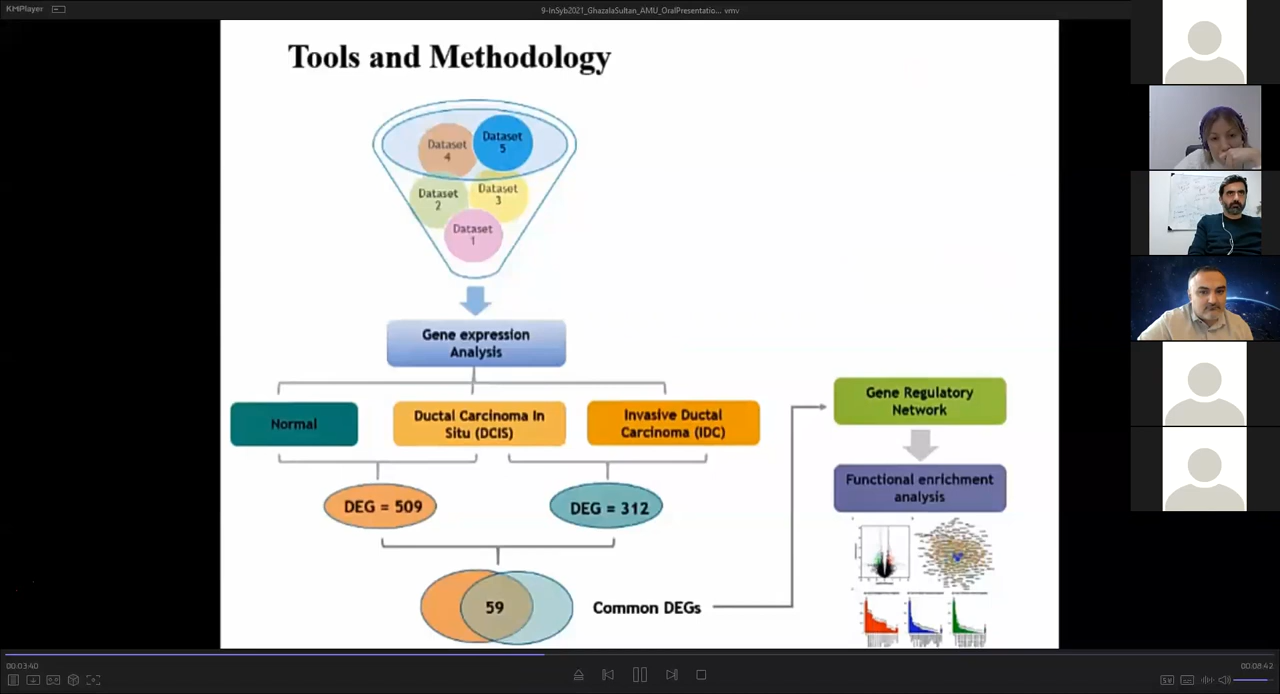 KMPlayer
9-InSyb2021_GhazalaSultan_AMU_OralPresentatio... .wmv
Tools and Methodology
Dataset
4
Dataset
5
Dataset
2
Dataset
3
Dataset
1
Gene expression
Analysis
Normal
Ductal Carcinoma In
Situ (DCIS)
Invasive Ductal
Carcinoma (IDC)
DEG = 509
DEG = 312
59
Common DEGs
Gene Regulatory
Network
Functional enrichment
analysis
00:03:40
00:08:42